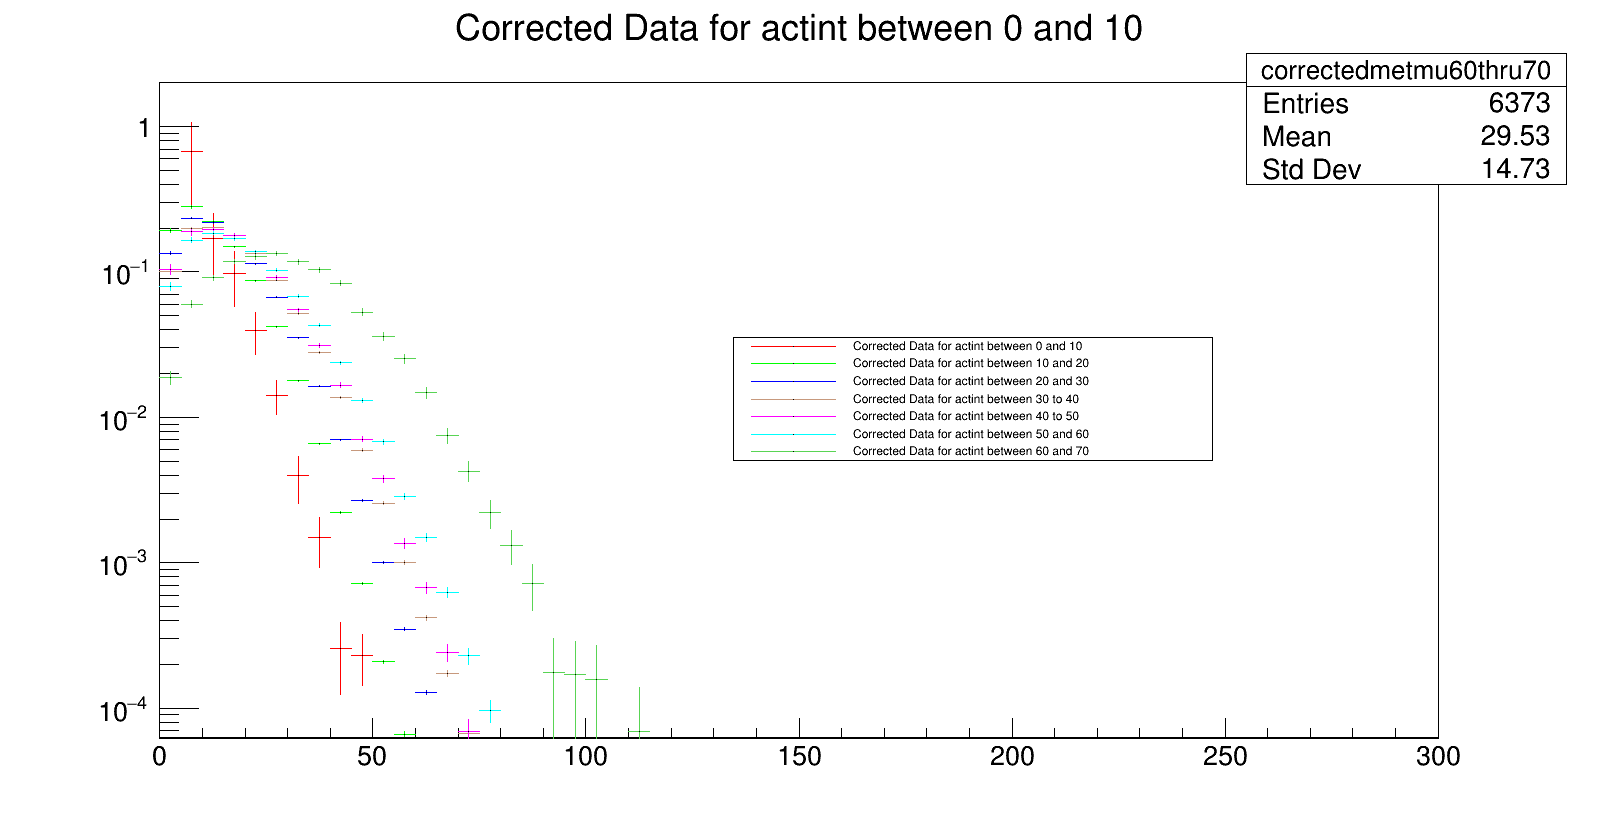 Corrected Data for actint between 0 and 10
correctedmetmu60thru70
Entries 6373
Mean 29.53
Std Dev 14.73
1
10⁻¹
10⁻²
10⁻³
10⁻⁴
Corrected Data for actint between 0 and 10
Corrected Data for actint between 10 and 20
Corrected Data for actint between 20 and 30
Corrected Data for actint between 30 to 40
Corrected Data for actint between 40 to 50
Corrected Data for actint between 50 and 60
Corrected Data for actint between 60 and 70
0 50 100 150 200 250 300